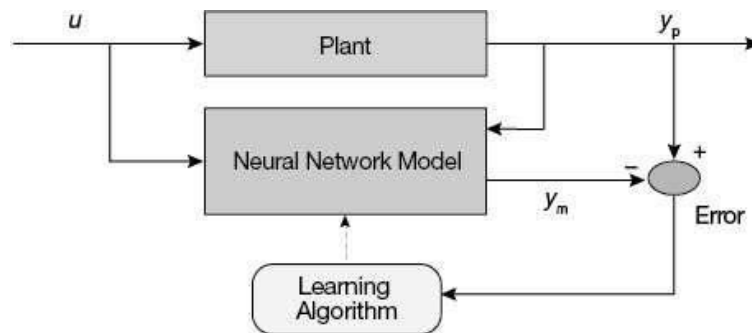 u
Plant
yₚ
Neural Network Model
+
−
yₘ
Error
Learning
Algorithm